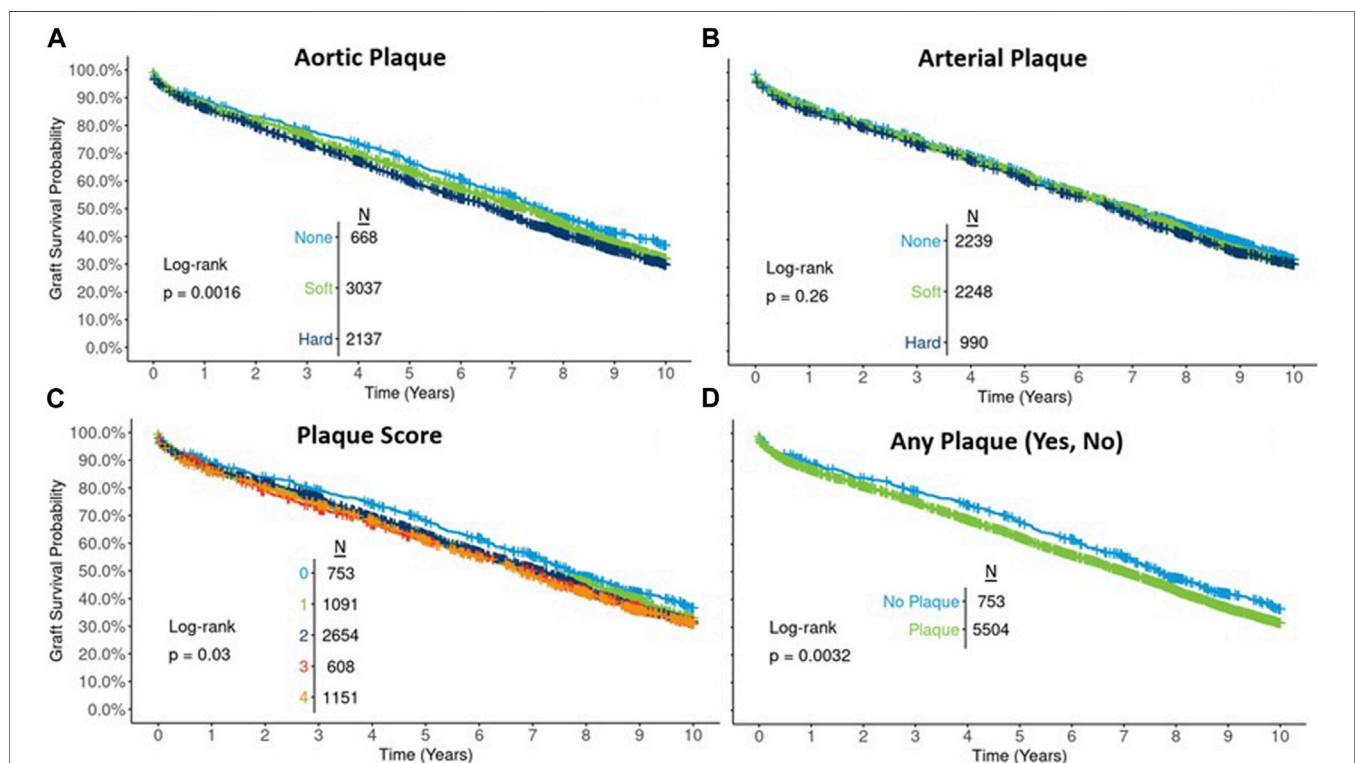 A
Aortic Plaque
Graft Survival Probability
100.0%
90.0%
80.0%
70.0%
60.0%
50.0%
40.0%
30.0%
20.0%
10.0%
0.0%
N
None 668
Soft 3037
Hard 2137
Log-rank
p = 0.0016
0 1 2 3 4 5 6 7 8 9 10
Time (Years)
B
Arterial Plaque
N
None 2239
Soft 2248
Hard 990
Log-rank
p = 0.26
0 1 2 3 4 5 6 7 8 9 10
Time (Years)
C
Plaque Score
Graft Survival Probability
100.0%
90.0%
80.0%
70.0%
60.0%
50.0%
40.0%
30.0%
20.0%
10.0%
0.0%
N
0 753
1 1091
2 2654
3 608
4 1151
Log-rank
p = 0.03
0 1 2 3 4 5 6 7 8 9 10
Time (Years)
D
Any Plaque (Yes, No)
N
No Plaque 753
Plaque 5504
Log-rank
p = 0.0032
0 1 2 3 4 5 6 7 8 9 10
Time (Years)